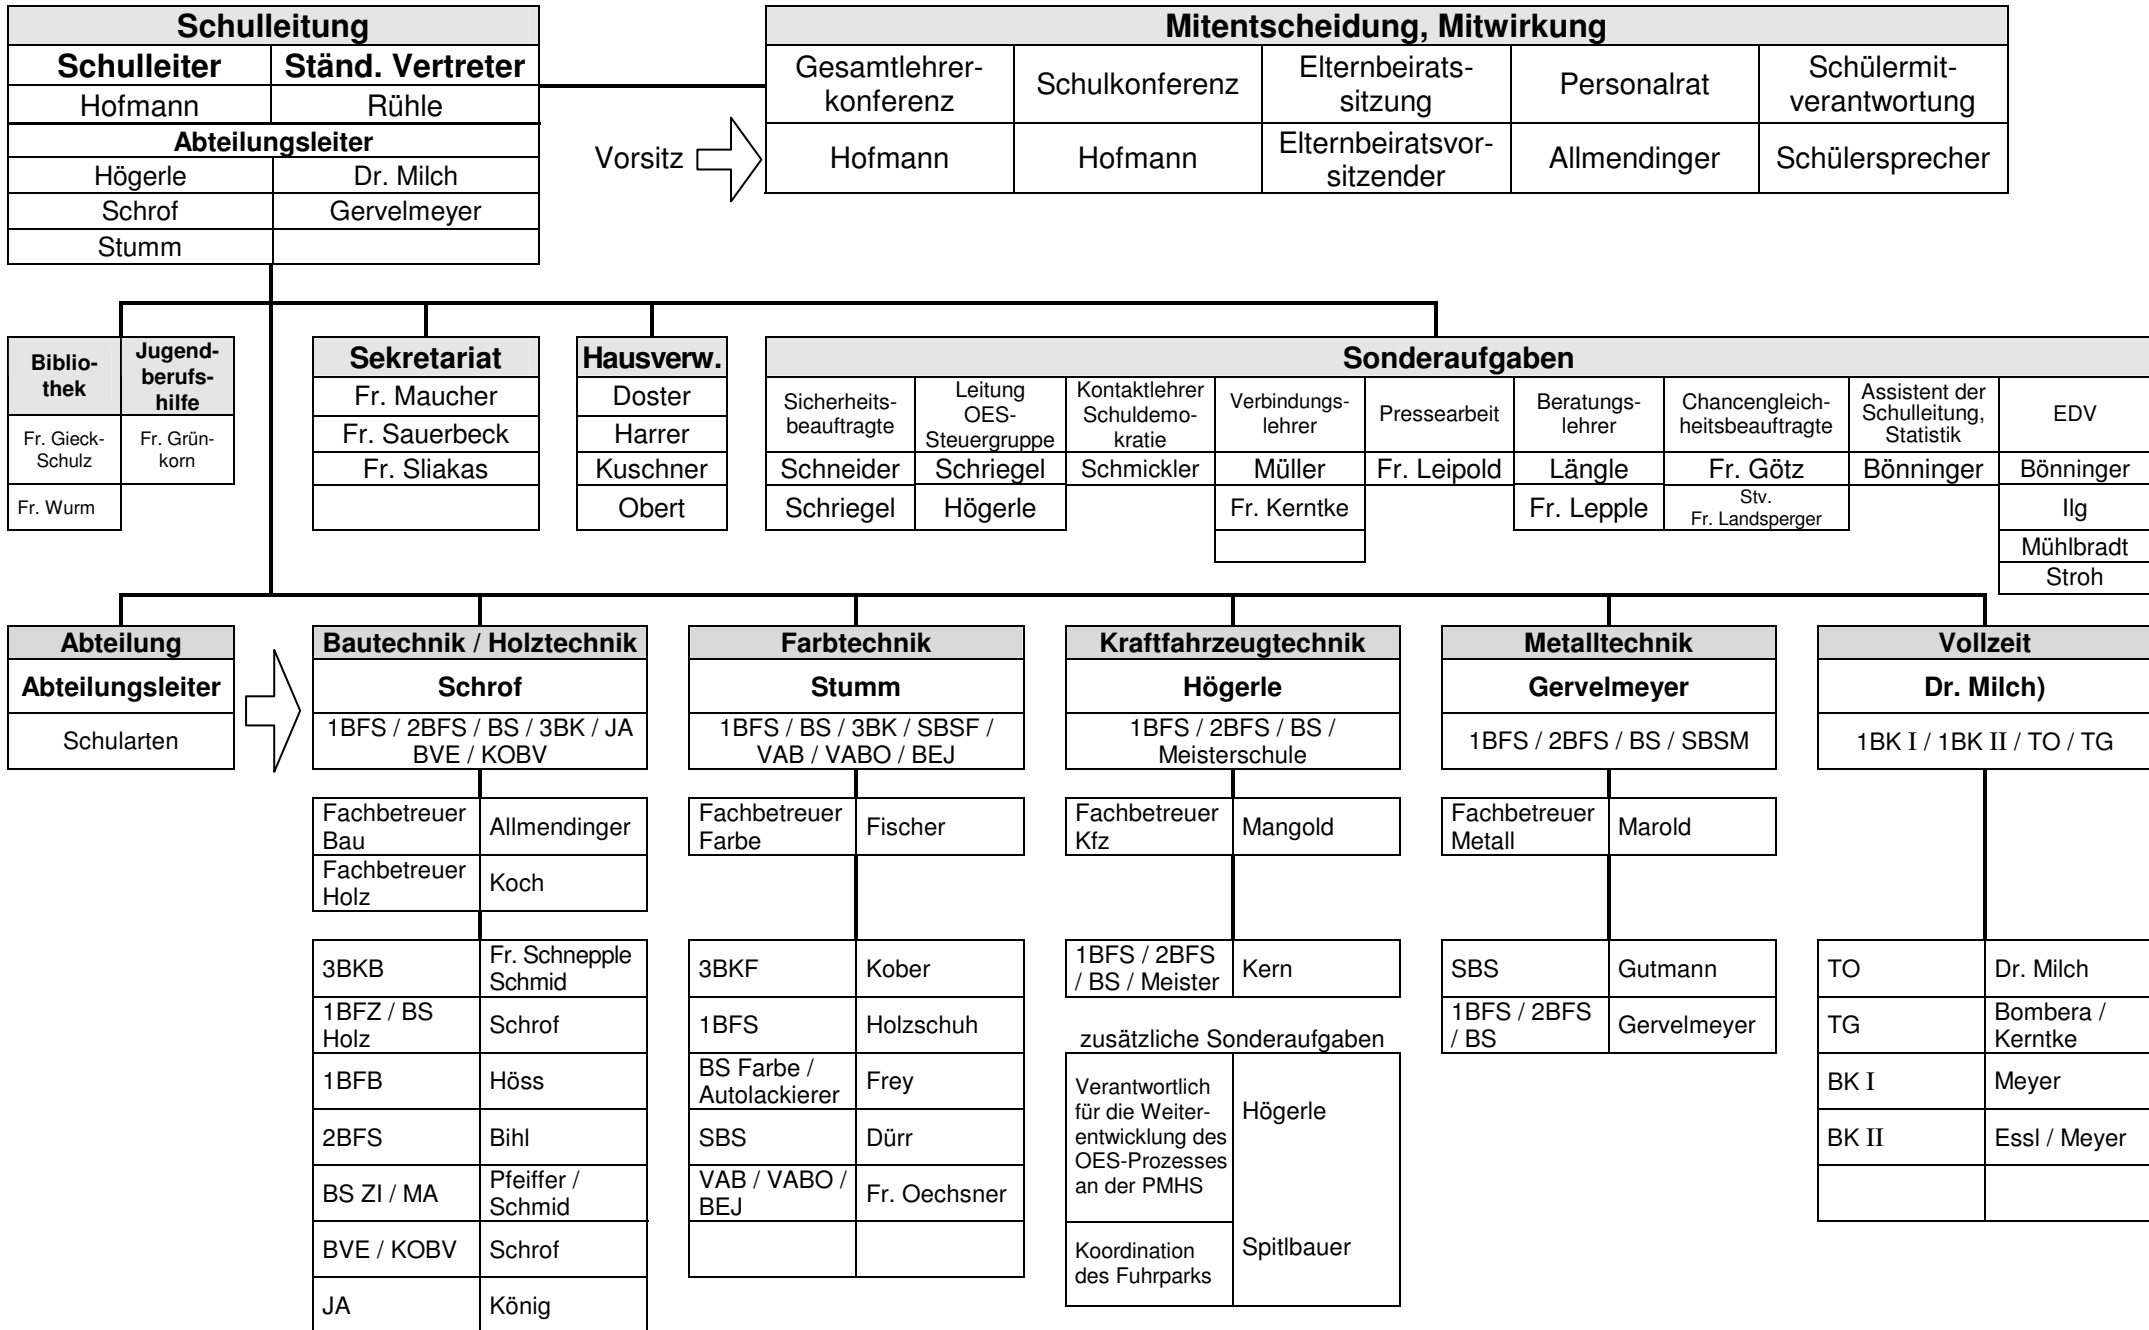 Schulleitung
Schulleiter Ständ. Vertreter
Hofmann Rühle
Abteilungsleiter
Högerle Dr. Milch
Schrof Gervelmeyer
Stumm
Mitentscheidung, Mitwirkung
Gesamtlehrer-
konferenz
Schulkonferenz
Elternbeirats-
sitzung
Personalrat
Schülermit-
verantwortung
Vorsitz
Hofmann
Hofmann
Elternbeiratsvor-
sitzender
Allmendinger
Schülersprecher
Biblio-
thek
Fr. Gieck-
Schulz
Fr. Wurm
Jugend-
berufs-
hilfe
Fr. Grün-
korn
Sekretariat
Fr. Maucher
Fr. Sauerbeck
Fr. Sliakas
Hausverw.
Doster
Harrer
Kuschner
Obert
Sonderaufgaben
Sicherheits-
beauftragte
Schneider
Schriegel
Leitung
OES-
Steuergruppe
Schriegel
Högerle
Kontaktlehrer
Schuldemo-
kratie
Schmickler
Verbindungs-
lehrer
Müller
Fr. Kerntke
Pressearbeit
Fr. Leipold
Beratungs-
lehrer
Längle
Fr. Lepple
Chancengleich-
heitsbeauftragte
Fr. Götz
Stv.
Fr. Landsperger
Assistent der
Schulleitung,
Statistik
Bönninger
EDV
Bönninger
Ilg
Mühlbradt
Stroh
Abteilung
Abteilungsleiter
Schularten
Bautechnik / Holztechnik
Schrof
1BFS / 2BFS / BS / 3BK / JA
BVE / KOBV
Fachbetreuer
Bau
Allmendinger
Fachbetreuer
Holz
Koch
3BKB
Fr. Schnepple
Schmid
1BFZ / BS
Holz
Schrof
1BFB
Höss
2BFS
Bihl
BS ZI / MA
Pfeiffer /
Schmid
BVE / KOBV
Schrof
JA
König
Farbtechnik
Stumm
1BFS / BS / 3BK / SBSF /
VAB / VABO / BEJ
Fachbetreuer
Farbe
Fischer
3BKF
Kober
1BFS
Holzschuh
BS Farbe /
Autolackierer
Frey
SBS
Dürr
VAB / VABO /
BEJ
Fr. Oechsner
Kraftfahrzeugtechnik
Högerle
1BFS / 2BFS / BS /
Meisterschule
Fachbetreuer
Kfz
Mangold
1BFS / 2BFS
/ BS / Meister
Kern
zusätzliche Sonderaufgaben
Verantwortlich
für die Weiter-
entwicklung des
OES-Prozesses
an der PMHS
Högerle
Koordination
des Fuhrparks
Spitlbauer
Metalltechnik
Gervelmeyer
1BFS / 2BFS / BS / SBSM
Fachbetreuer
Metall
Marold
SBS
Gutmann
1BFS / 2BFS
/ BS
Gervelmeyer
Vollzeit
Dr. Milch)
1BK I / 1BK II / TO / TG
TO
Dr. Milch
TG
Bombera /
Kerntke
BK I
Meyer
BK II
Essl / Meyer